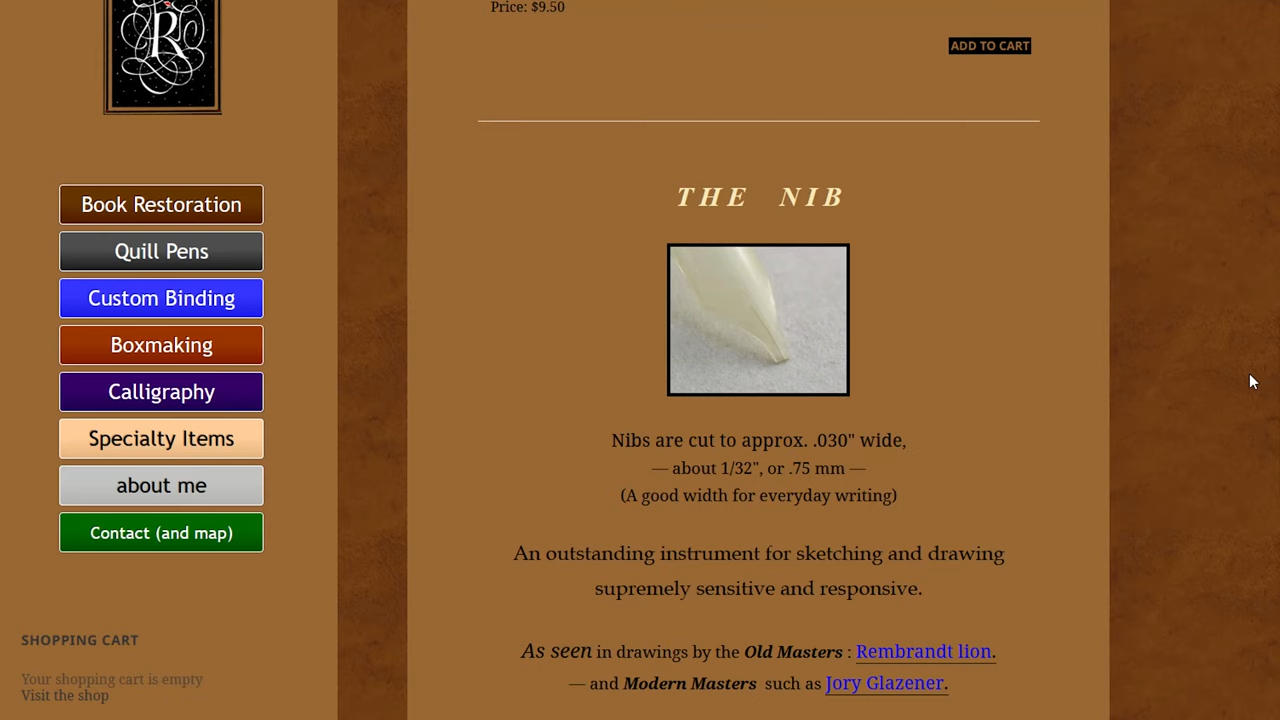 Price: $9.50
ADD TO CART
R
Book Restoration
Quill Pens
Custom Binding
Boxmaking
Calligraphy
Specialty Items
about me
Contact (and map)
SHOPPING CART
Your shopping cart is empty
Visit the shop
THE NIB
Nibs are cut to approx. .030" wide,
— about 1/32", or .75 mm —
(A good width for everyday writing)
An outstanding instrument for sketching and drawing
supremely sensitive and responsive.
As seen in drawings by the Old Masters : Rembrandt lion.
— and Modern Masters such as Jory Glazener.